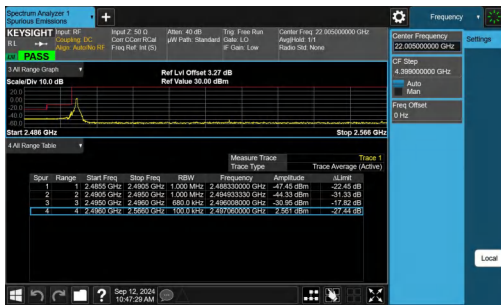 Spectrum Analyzer 1
Spurious Emissions
Frequency
KEYSIGHT
Input: RF
Coupling: DC
Align: Auto/No RF
Input Z: 50 Ω
Corr CCorr RCal
Freq Ref: Int (S)
Atten: 40 dB
µW Path: Standard
Trig: Free Run
Gate: LO
IF Gain: Low
Center Freq: 22.005000000 GHz
Avg|Hold: 1/1
Radio Std: None
RL
PASS
Center Frequency
22.005000000 GHz
Settings
CF Step
4.399000000 GHz
Auto
Man
Freq Offset
0 Hz
3 All Range Graph
Scale/Div 10.0 dB
Ref Lvl Offset 3.27 dB
Ref Value 30.00 dBm
20.0
0.00
-20.0
-40.0
-60.0
Start 2.486 GHz
Stop 2.566 GHz
4 All Range Table
Measure Trace Trace 1
Trace Type Trace Average (Active)
Spur Range Start Freq Stop Freq RBW Frequency Amplitude ΔLimit
1 1 2.4855 GHz 2.4905 GHz 1.000 MHz 2.488330000 GHz -47.45 dBm -22.45 dB
2 2 2.4905 GHz 2.4950 GHz 1.000 MHz 2.494933330 GHz -44.33 dBm -31.33 dB
3 3 2.4950 GHz 2.4960 GHz 680.0 kHz 2.496008000 GHz -30.95 dBm -17.82 dB
4 4 2.4960 GHz 2.5660 GHz 100.0 kHz 2.497060000 GHz 2.561 dBm -27.44 dB
Local
?
Sep 12, 2024
10:47:29 AM